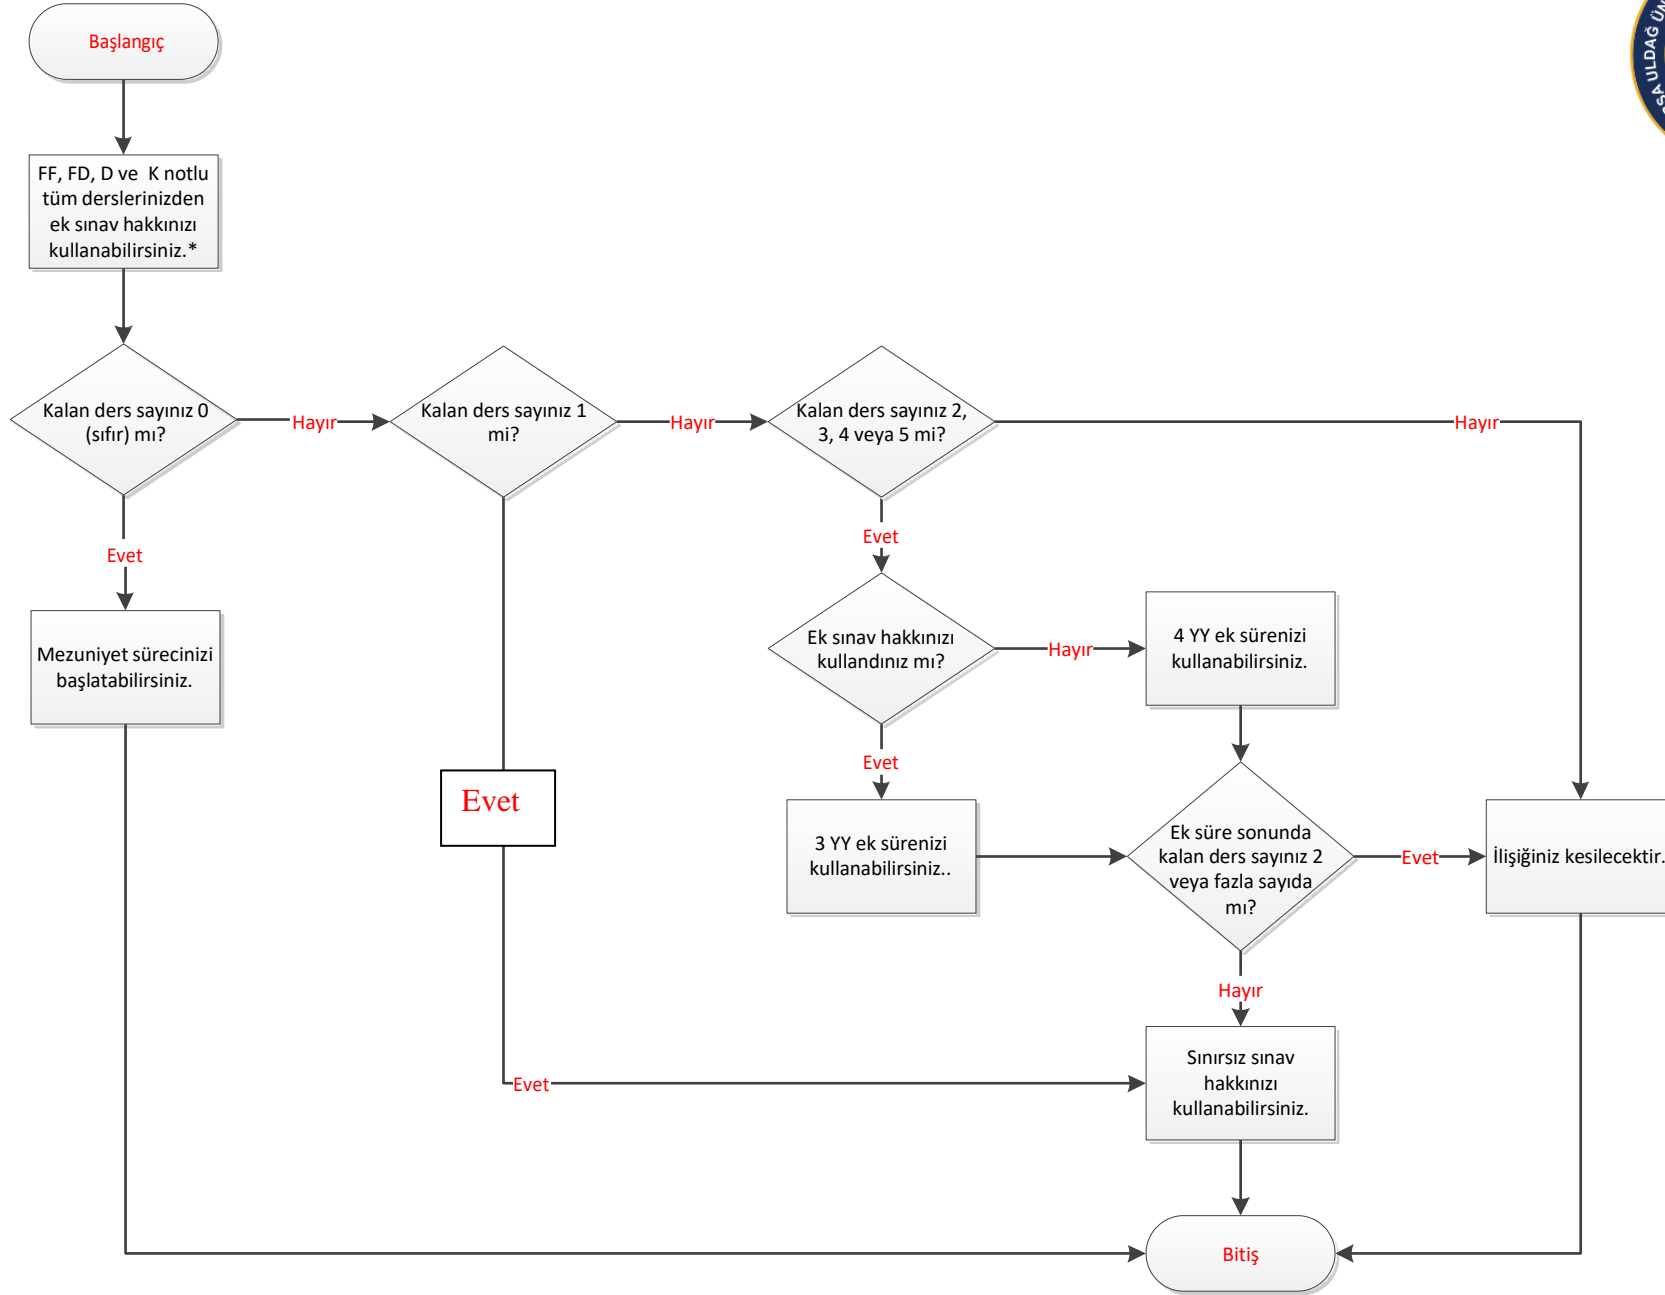 Başlangıç
ULDAĞ
FF, FD, D ve  K notlu
tüm derslerinizden
ek sınav hakkınızı
kullanabilirsiniz.*
Kalan ders sayınız 0
(sıfır) mı?
Hayır
Kalan ders sayınız 1
mi?
Hayır
Kalan ders sayınız 2,
3, 4 veya 5 mi?
Hayır
Evet
Evet
Mezuniyet sürecinizi
başlatabilirsiniz.
Ek sınav hakkınızı
kullandınız mı?
Hayır
4 YY ek sürenizi
kullanabilirsiniz.
Evet
Evet
3 YY ek sürenizi
kullanabilirsiniz..
Ek süre sonunda
kalan ders sayınız 2
veya fazla sayıda
mı?
Evet
İlişiğiniz kesilecektir.
Hayır
Evet
Sınırsız sınav
hakkınızı
kullanabilirsiniz.
Bitiş